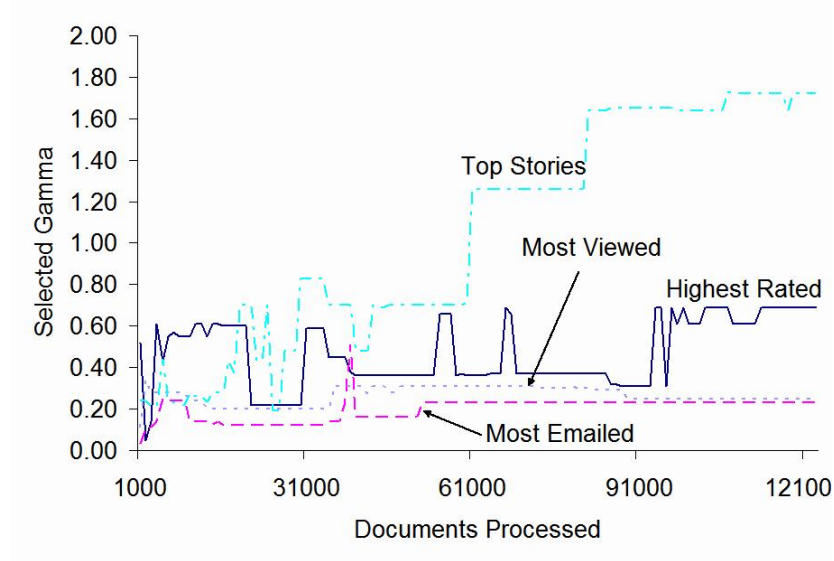 2.00
1.80
1.60
1.40
1.20
1.00
0.80
0.60
0.40
0.20
0.00
Selected Gamma
Top Stories
Most Viewed
Highest Rated
Most Emailed
1000 31000 61000 91000 12100
Documents Processed